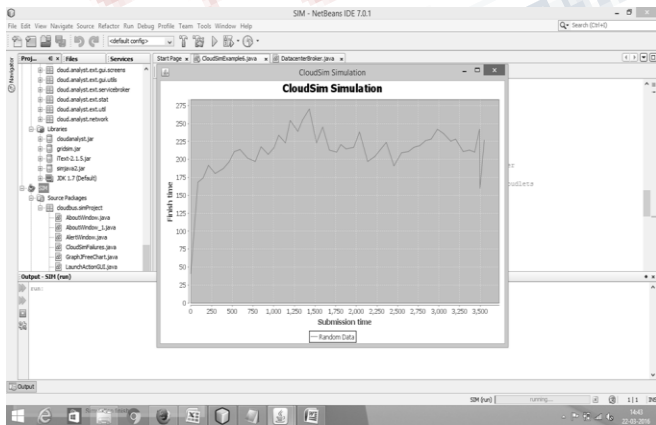 SIM - NetBeans IDE 7.0.1
File Edit View Navigate Source Refactor Run Debug Profile Team Tools Window Help
Search (Ctrl+I)
<default config>
Proj... Files Services
Start Page CloudSimExample6.java DatacenterBroker.java
Navigator
cloud.analyst.ext.gui.screens
cloud.analyst.ext.gui.utils
cloud.analyst.ext.servicebroker
cloud.analyst.ext.stat
cloud.analyst.ext.util
cloud.analyst.network
Libraries
cloudanalyst.jar
gridsim.jar
iText-2.1.5.jar
simjava2.jar
JDK 1.7 (Default)
SIM
Source Packages
cloudbus.simProject
AboutWindow.java
AboutWindow_1.java
AlertWindow.java
CloudSimFailures.java
GraphJFreeChart.java
LaunchActionGUI.java
CloudSim Simulation
CloudSim Simulation
Finish time
275
250
225
200
175
150
125
100
75
50
25
0
0 250 500 750 1,000 1,250 1,500 1,750 2,000 2,250 2,500 2,750 3,000 3,250 3,500
Submission time
Random Data
Output - SIM (run)
run:
Output
SIM (run) running... 1|1 INS
14:43
22-03-2016